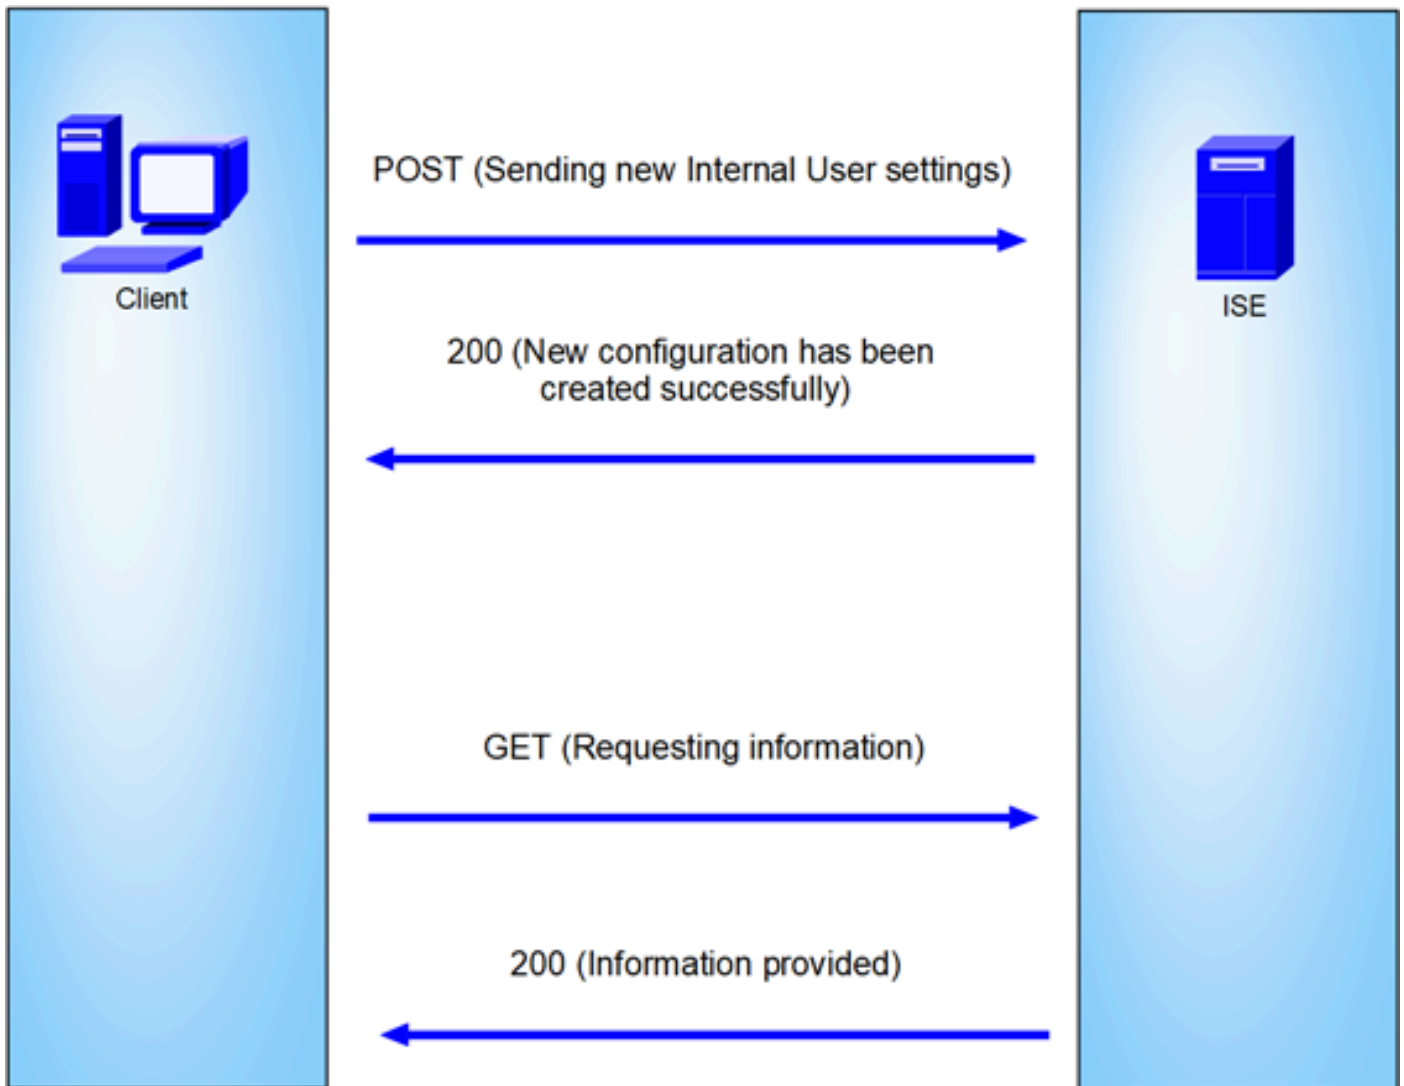 POST (Sending new Internal User settings)
Client
ISE
200 (New configuration has been
created successfully)
GET (Requesting information)
200 (Information provided)